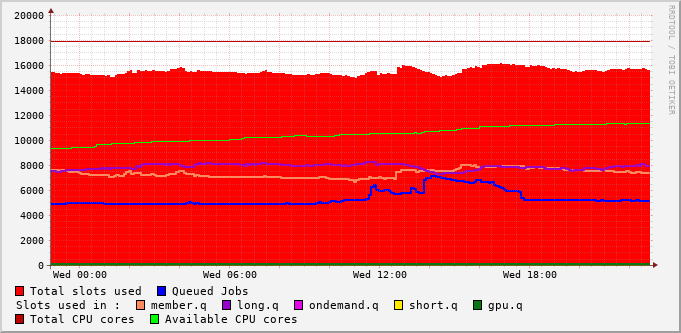 20000
18000
16000
14000
12000
10000
8000
6000
4000
2000
0
Wed 00:00 Wed 06:00 Wed 12:00 Wed 18:00
Total slots used Queued Jobs
Slots used in : member.q long.q ondemand.q short.q gpu.q
Total CPU cores Available CPU cores
RRDTOOL / TOBI OETIKER